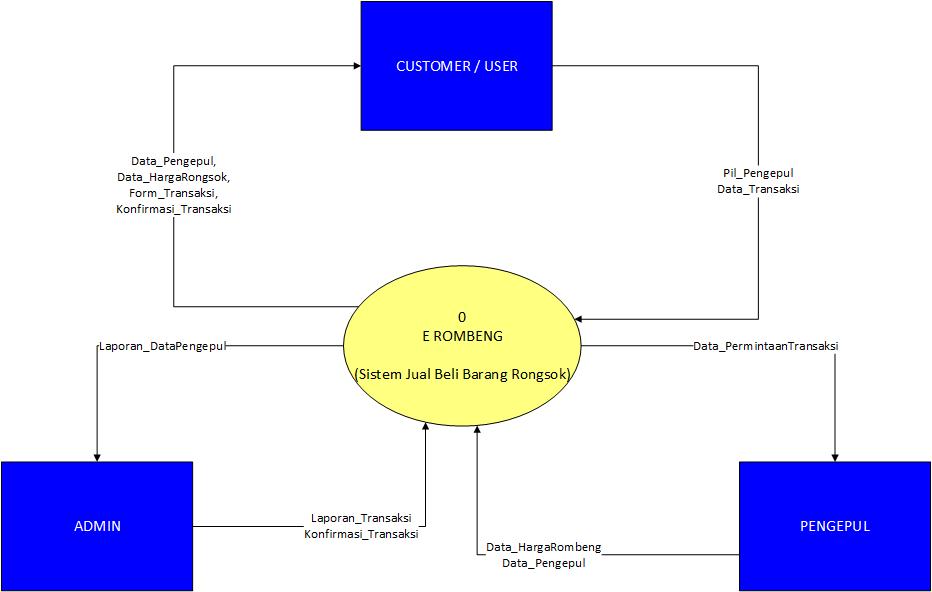 CUSTOMER / USER
Data_Pengepul,
Data_HargaRongsok,
Form_Transaksi,
Konfirmasi_Transaksi
Pil_Pengepul
Data_Transaksi
0
E ROMBENG
(Sistem Jual Beli Barang Rongsok)
Laporan_DataPengepul
Data_PermintaanTransaksi
ADMIN
Laporan_Transaksi
Konfirmasi_Transaksi
Data_HargaRombeng
Data_Pengepul
PENGEPUL